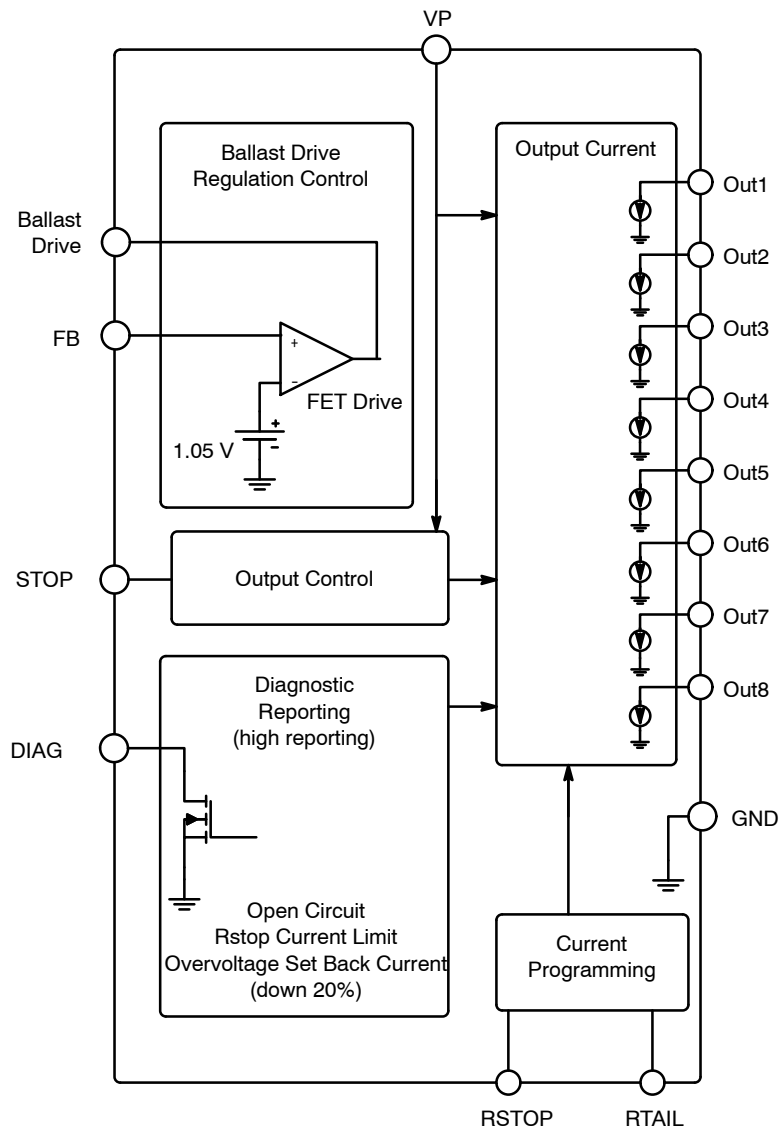 VP
Ballast Drive
Regulation Control
Output Current
Out1
Ballast
Drive
Out2
FB
+
−
FET Drive
Out3
+
−
1.05 V
Out4
Out5
STOP
Output Control
Out6
Out7
Diagnostic
Reporting
(high reporting)
Out8
DIAG
GND
Open Circuit
Rstop Current Limit
Overvoltage Set Back Current
(down 20%)
Current
Programming
RSTOP
RTAIL